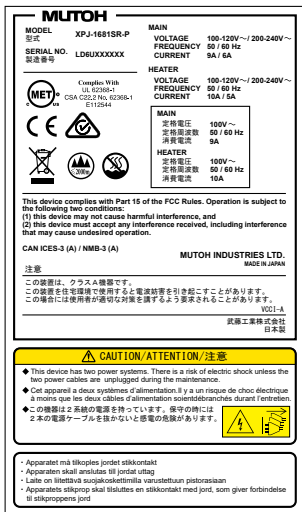 MUTOH
MODEL XPJ-1681SR-P
型式
SERIAL NO. LD6UXXXXXX
製造番号
MAIN
VOLTAGE 100-120V～/ 200-240V～
FREQUENCY 50 / 60 Hz
CURRENT 9A / 6A
HEATER
VOLTAGE 100-120V～/ 200-240V～
FREQUENCY 50 / 60 Hz
CURRENT 10A / 5A
MET
C US
Complies With
UL 62368-1
CSA C22,2 No, 62368-1
E112544
CE
≦2000m
MAIN
定格電圧 100V～
定格周波数 50 / 60 Hz
消費電流 9A
HEATER
定格電圧 100V～
定格周波数 50 / 60 Hz
消費電流 10A
This device complies with Part 15 of the FCC Rules. Operation is subject to
the following two conditions:
(1) this device may not cause harmful interference, and
(2) this device must accept any interference received, including interference
that may cause undesired operation.
CAN ICES-3 (A) / NMB-3 (A)
MUTOH INDUSTRIES LTD.
MADE IN JAPAN
注意
この装置は、クラスA機器です。
この装置を住宅環境で使用すると電波妨害を引き起こすことがあります。
この場合には使用者が適切な対策を講ずるよう要求されることがあります。
VCCI-A
武藤工業株式会社
日本製
CAUTION/ATTENTION/注意
◆ This device has two power systems. There is a risk of electric shock unless the
two power cables are unplugged during the maintenance.
◆ Cet appareil a deux systèmes d'alimentation.Il y a un risque de choc électrique
à moins que les deux câbles d'alimentation soientdébranchés durant l'entretien.
◆この機器は２系統の電源を持っています。保守の時には
２本の電源ケーブルを抜かないと感電の危険があります。
・Apparatet må tilkoples jordet stikkontakt
・Apparaten skall anslutas till jordat uttag
・Laite on liitettävä suojakoskettimilla varustettuun pistorasiaan
・Apparatets stikprop skal tilsluttes en stikkontakt med jord, som giver forbindelse
til stikproppens jord